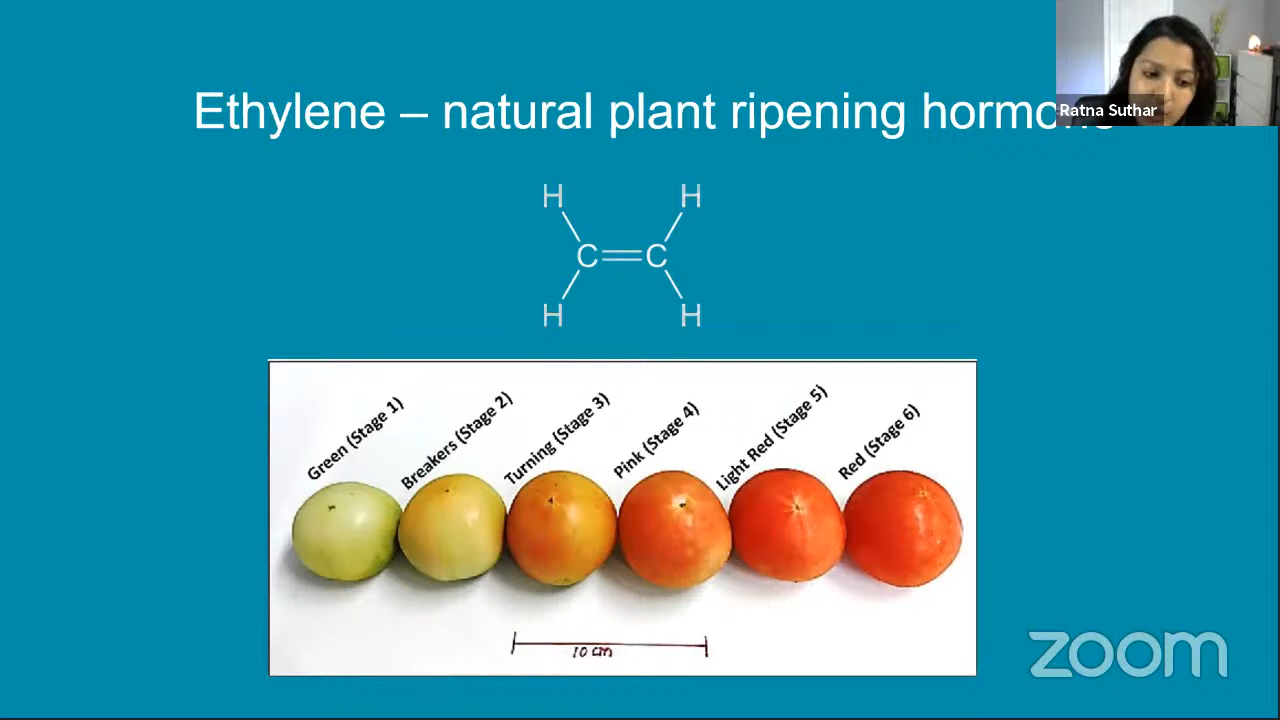 Ethylene – natural plant ripening hormone
Ratna Suthar
H H
C C
H H
Green (Stage 1)
Breakers (Stage 2)
Turning (Stage 3)
Pink (Stage 4)
Light Red (Stage 5)
Red (Stage 6)
10 cm
zoom